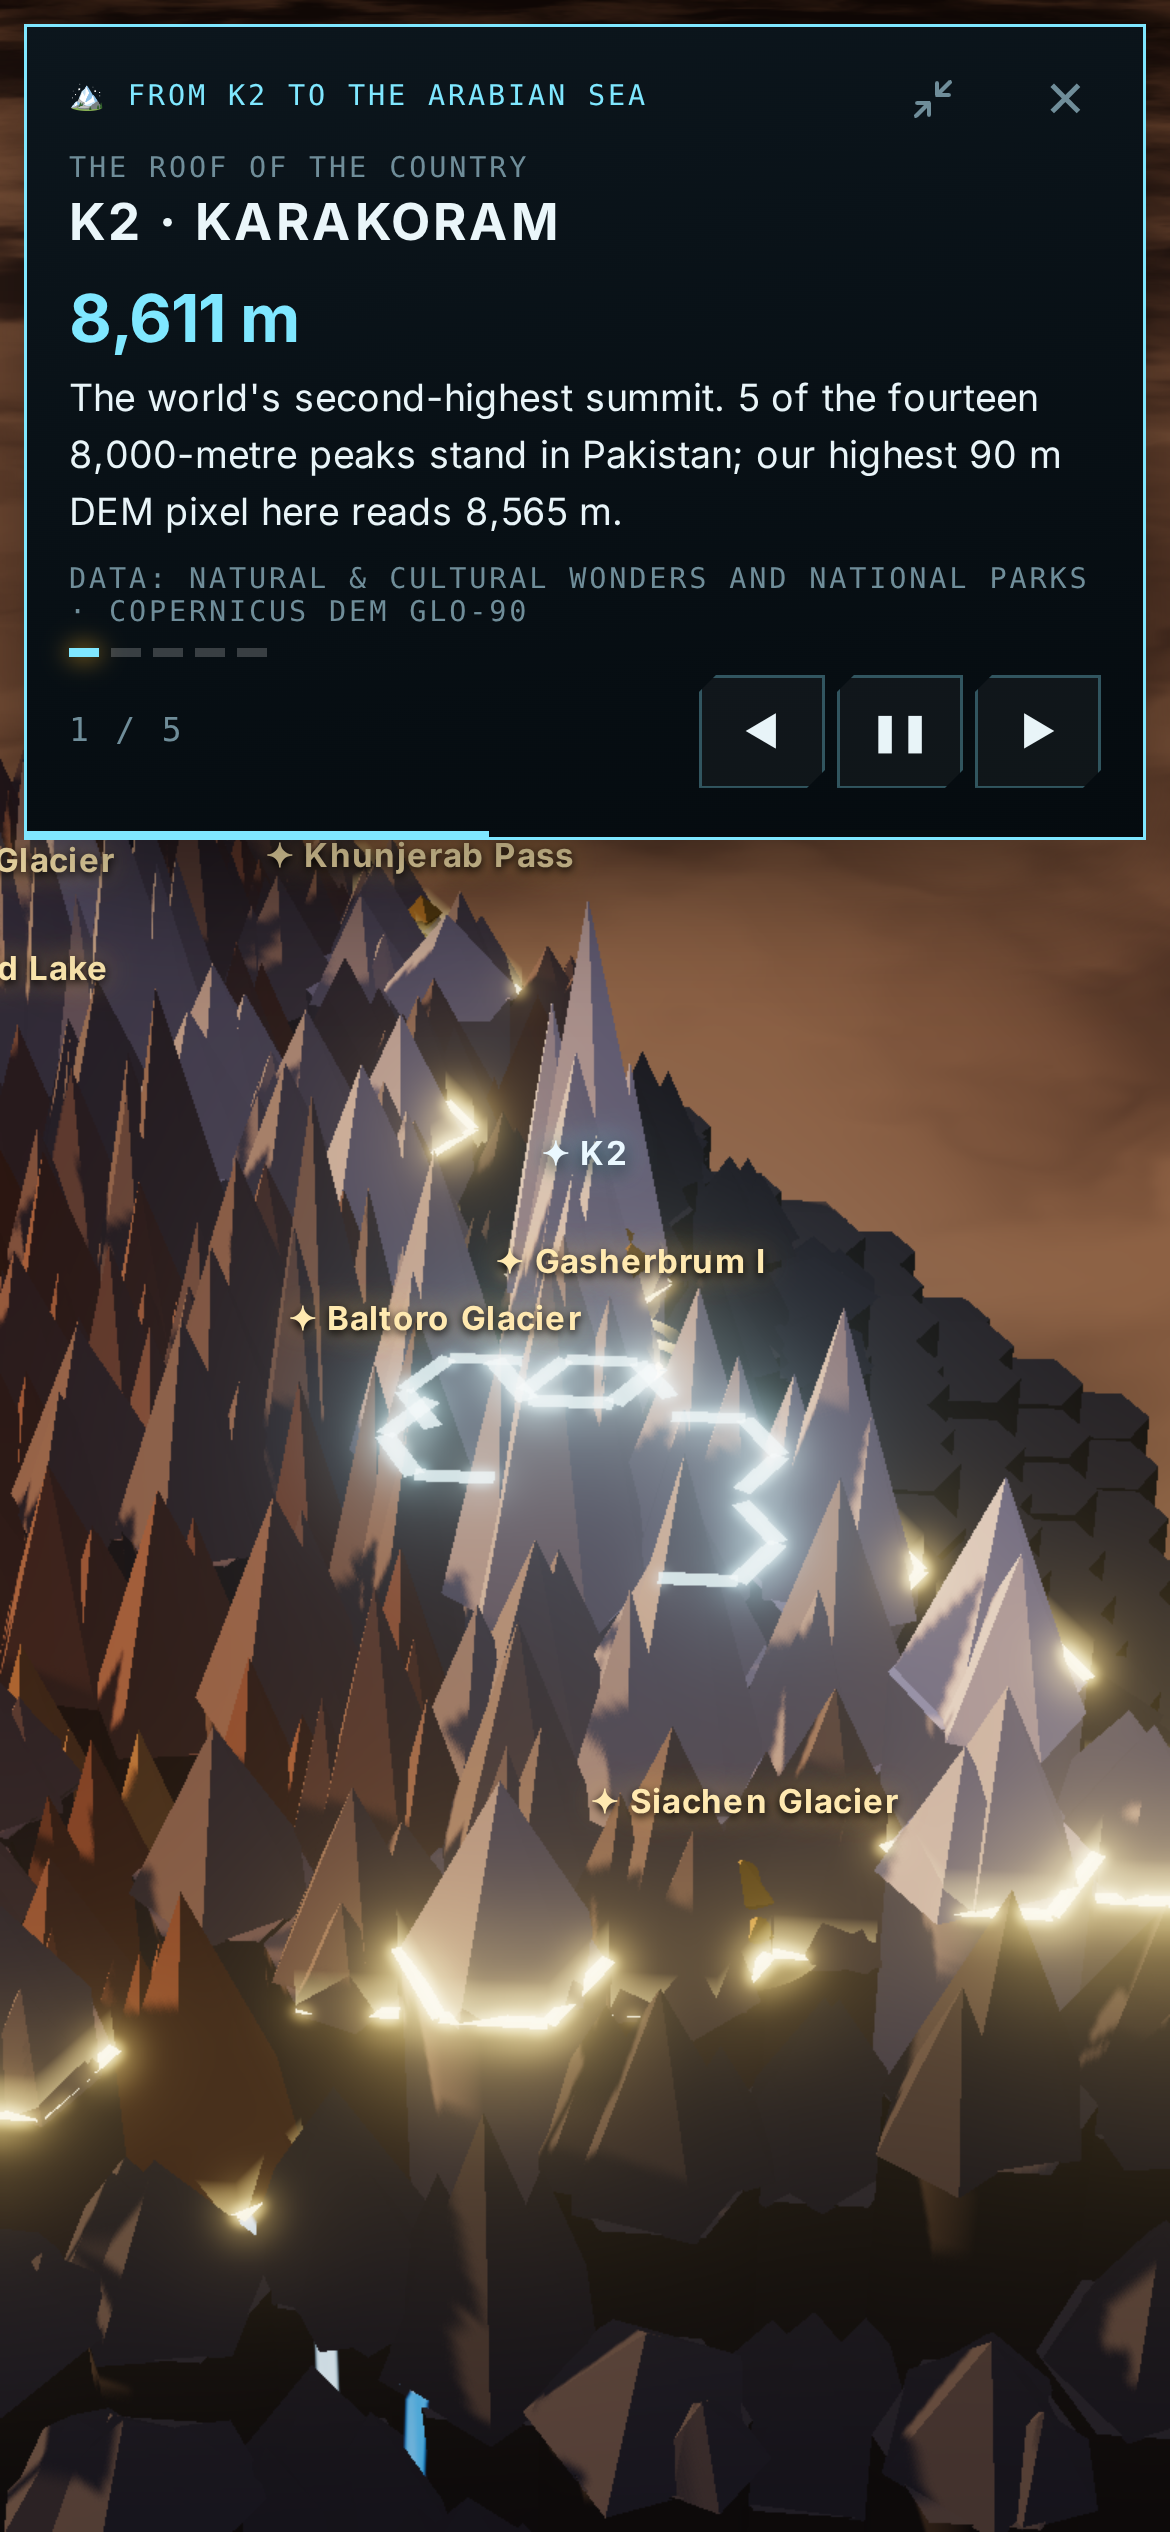 FROM K2 TO THE ARABIAN SEA
THE ROOF OF THE COUNTRY
K2 · KARAKORAM
8,611 m
The world's second-highest summit. 5 of the fourteen
8,000-metre peaks stand in Pakistan; our highest 90 m
DEM pixel here reads 8,565 m.
DATA: NATURAL & CULTURAL WONDERS AND NATIONAL PARKS
· COPERNICUS DEM GLO-90
1 / 5
Glacier
Khunjerab Pass
d Lake
K2
Gasherbrum I
Baltoro Glacier
Siachen Glacier